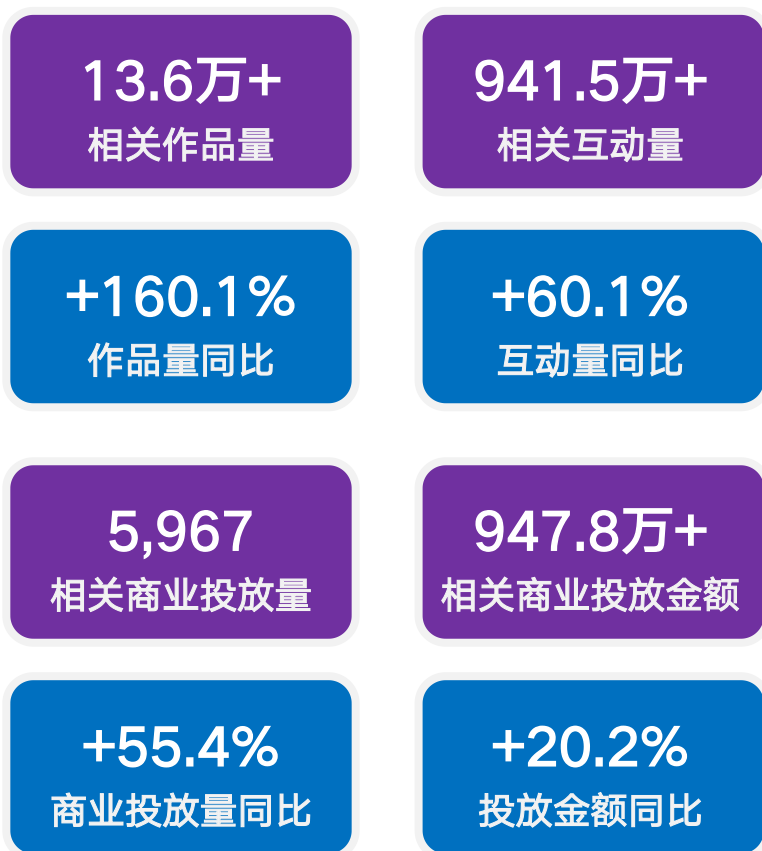 13.6万+
相关作品量
941.5万+
相关互动量
+160.1%
作品量同比
+60.1%
互动量同比
5,967
相关商业投放量
947.8万+
相关商业投放金额
+55.4%
商业投放量同比
+20.2%
投放金额同比